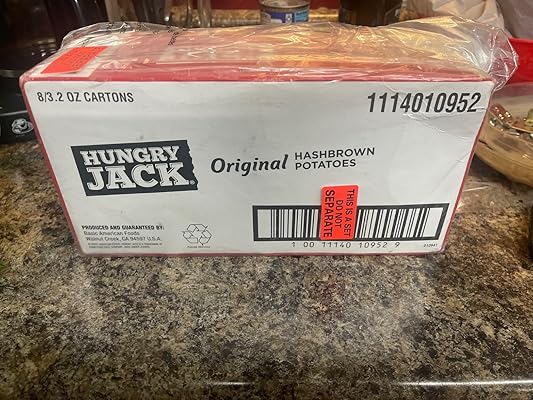 8/3.2 OZ CARTONS
1114010952
HUNGRY
JACK®
Original HASHBROWN
POTATOES
THIS IS A SET
DO NOT
SEPARATE
PRODUCED AND GUARANTEED BY:
Basic American Foods
Walnut Creek, CA 94597 U.S.A.
1 00 11140 10952 9